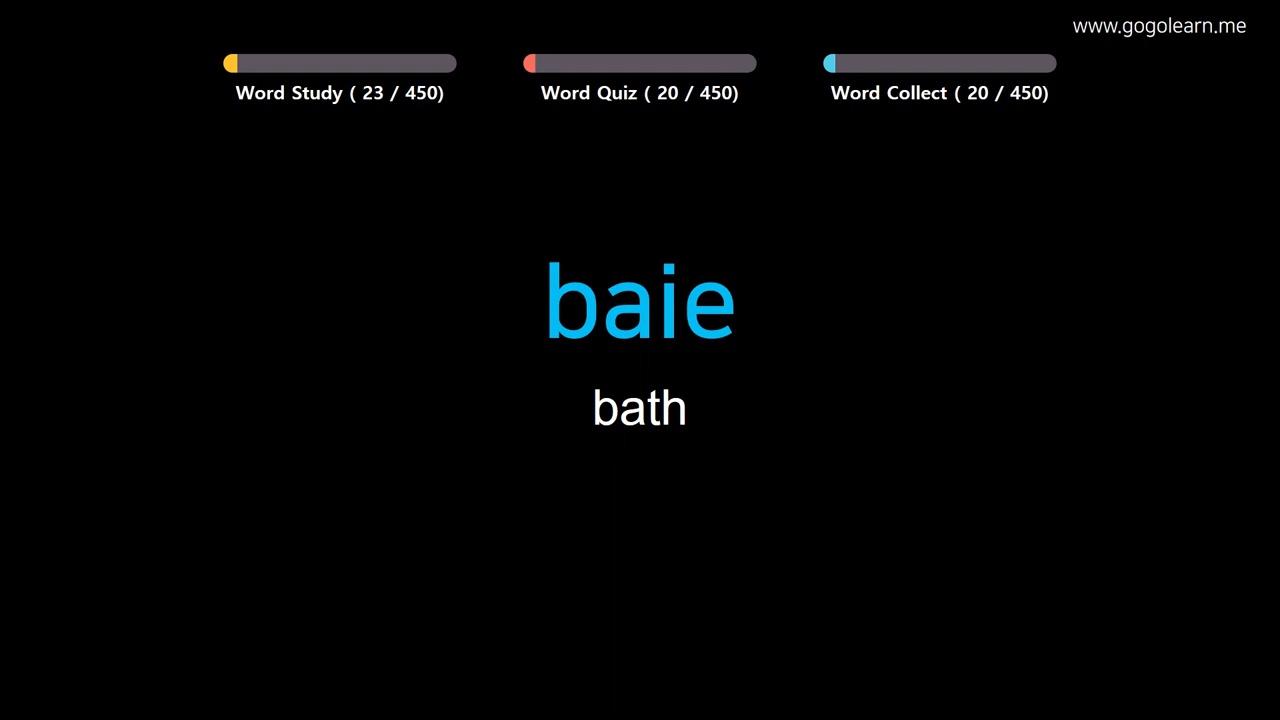 www.gogolearn.me
Word Study ( 23 / 450)
Word Quiz ( 20 / 450)
Word Collect ( 20 / 450)
baie
bath